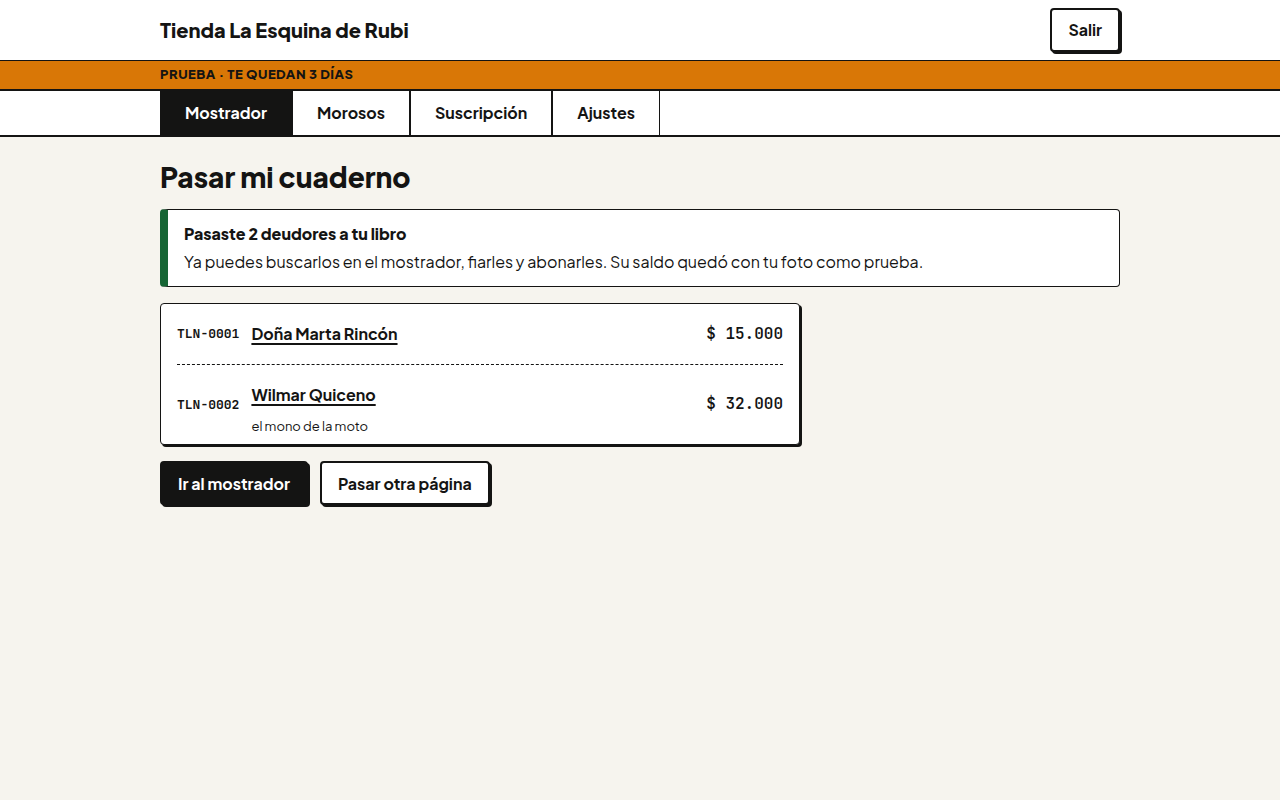 Tienda La Esquina de Rubi
Salir
PRUEBA · TE QUEDAN 3 DÍAS
Mostrador
Morosos
Suscripción
Ajustes
Pasar mi cuaderno
Pasaste 2 deudores a tu libro
Ya puedes buscarlos en el mostrador, fiarles y abonarles. Su saldo quedó con tu foto como prueba.
TLN-0001 Doña Marta Rincón $ 15.000
TLN-0002 Wilmar Quiceno $ 32.000
el mono de la moto
Ir al mostrador
Pasar otra página